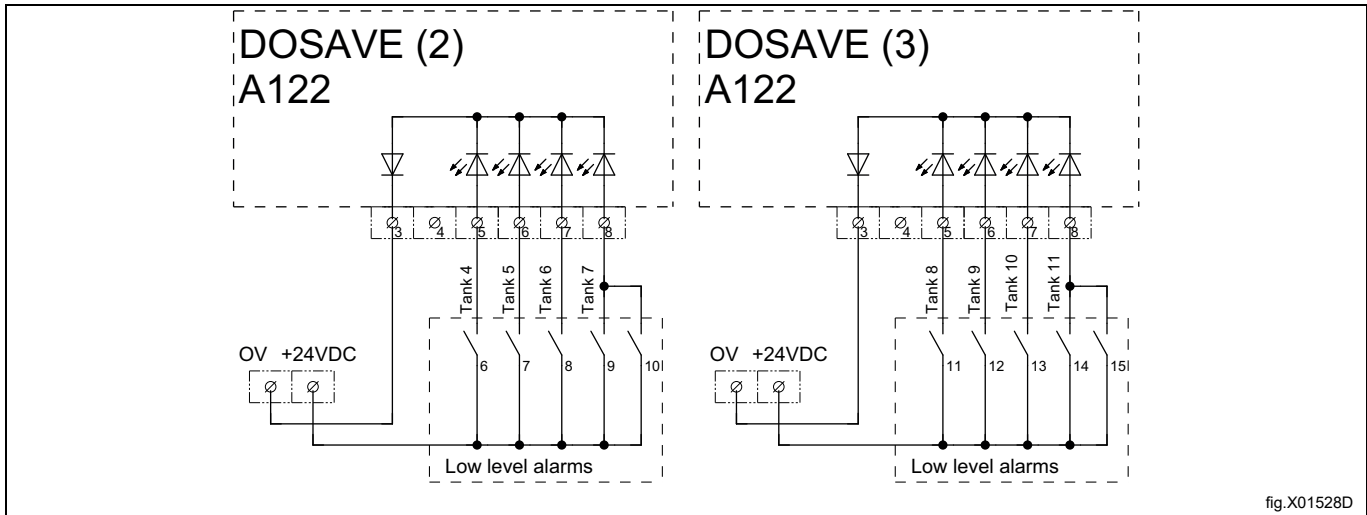 DOSAVE (2)
A122
3 4 5 6 7 8
Tank 4
Tank 5
Tank 6
Tank 7
OV +24VDC
6 7 8 9 10
Low level alarms
DOSAVE (3)
A122
3 4 5 6 7 8
Tank 8
Tank 9
Tank 10
Tank 11
OV +24VDC
11 12 13 14 15
Low level alarms
fig.X01528D